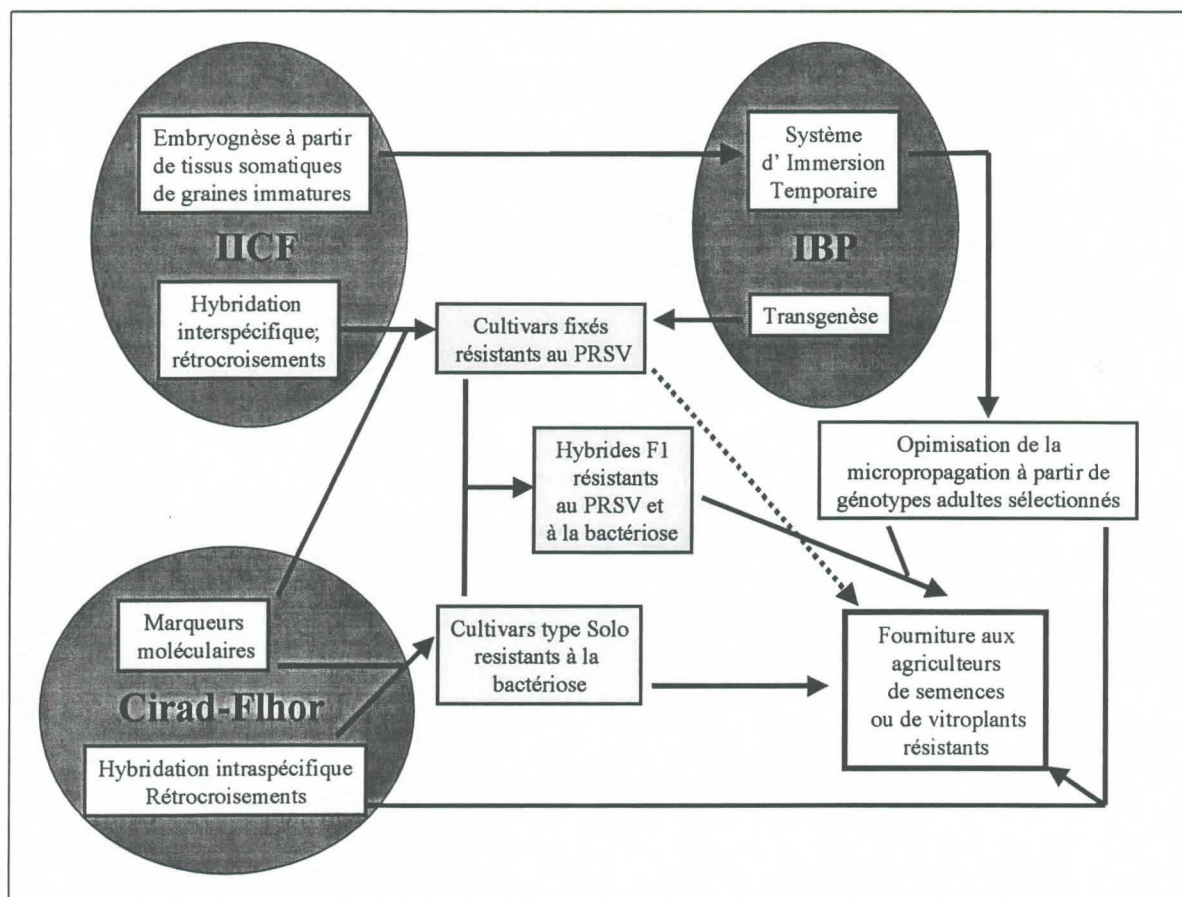 Embryognèse à partir
de tissus somatiques
de graines immatures
IICF
Hybridation
interspécifique;
rétrocroisements
Système
d' Immersion
Temporaire
IBP
Transgenèse
Cultivars fixés
résistants au PRSV
Hybrides F1
résistants
au PRSV et
à la bactériose
Opimisation de la
micropropagation à partir de
génotypes adultes sélectionnés
Marqueurs
moléculaires
Cirad-Flhor
Hybridation intraspécifique
Rétrocroisements
Cultivars type Solo
resistants à la
bactériose
Fourniture aux
agriculteurs
de semences
ou de vitroplants
résistants